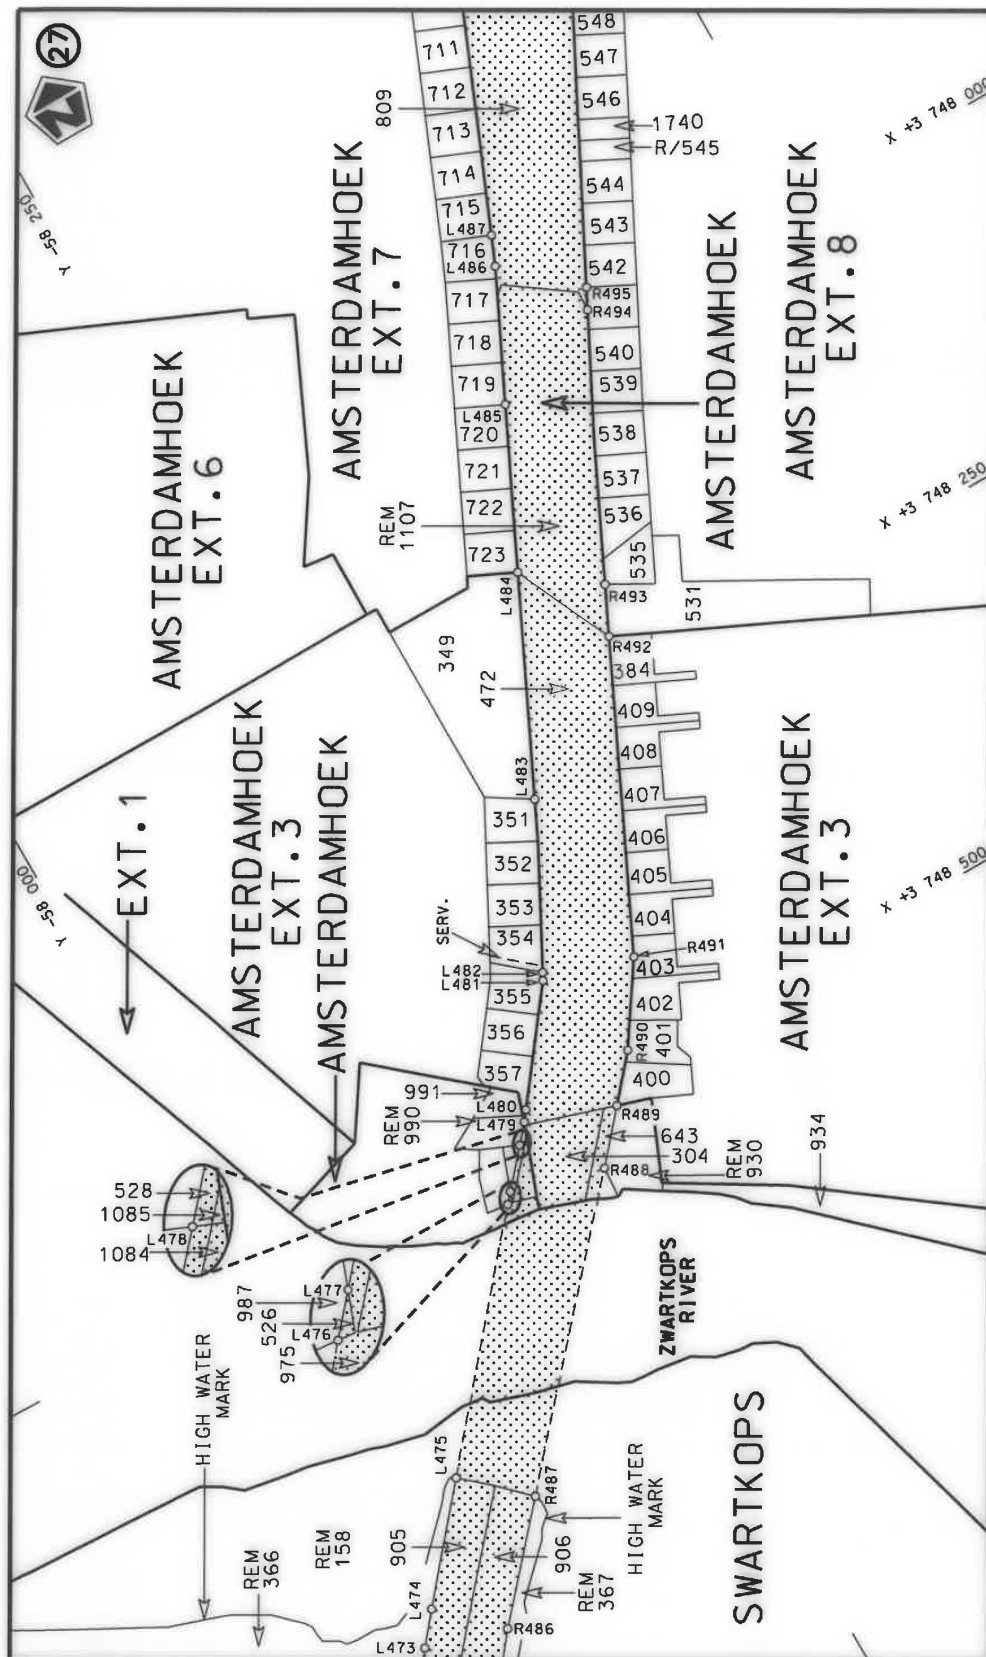 27
711
712
713
714
715
L487
716
L486
717
718
719
L485
720
721
722
723
L484
809
548
547
546
1740
R/545
544
543
542
R495
R494
540
539
538
537
536
535
R493
531
R492
AMSTERDAMHOEK
EXT.7
AMSTERDAMHOEK
AMSTERDAMHOEK
EXT.8
AMSTERDAMHOEK
EXT.6
Y -58 250
X +3 748 000
X +3 748 250
REM
1107
349
472
L483
384
409
408
407
406
405
404
R491
403
402
R490
401
400
R489
351
352
353
354
SERV.
L482
L481
355
356
357
991
L480
REM
990
L479
EXT.1
AMSTERDAMHOEK
EXT.3
AMSTERDAMHOEK
AMSTERDAMHOEK
EXT.3
Y -58 000
X +3 748 500
643
304
R488
REM
930
934
528
1085
L478
1084
L477
987
526
L476
975
ZWARTKOPS
RIVER
HIGH WATER
MARK
L475
R487
HIGH WATER
MARK
SWARTKOPS
REM
158
905
906
REM
366
REM
367
L474
L473
R486